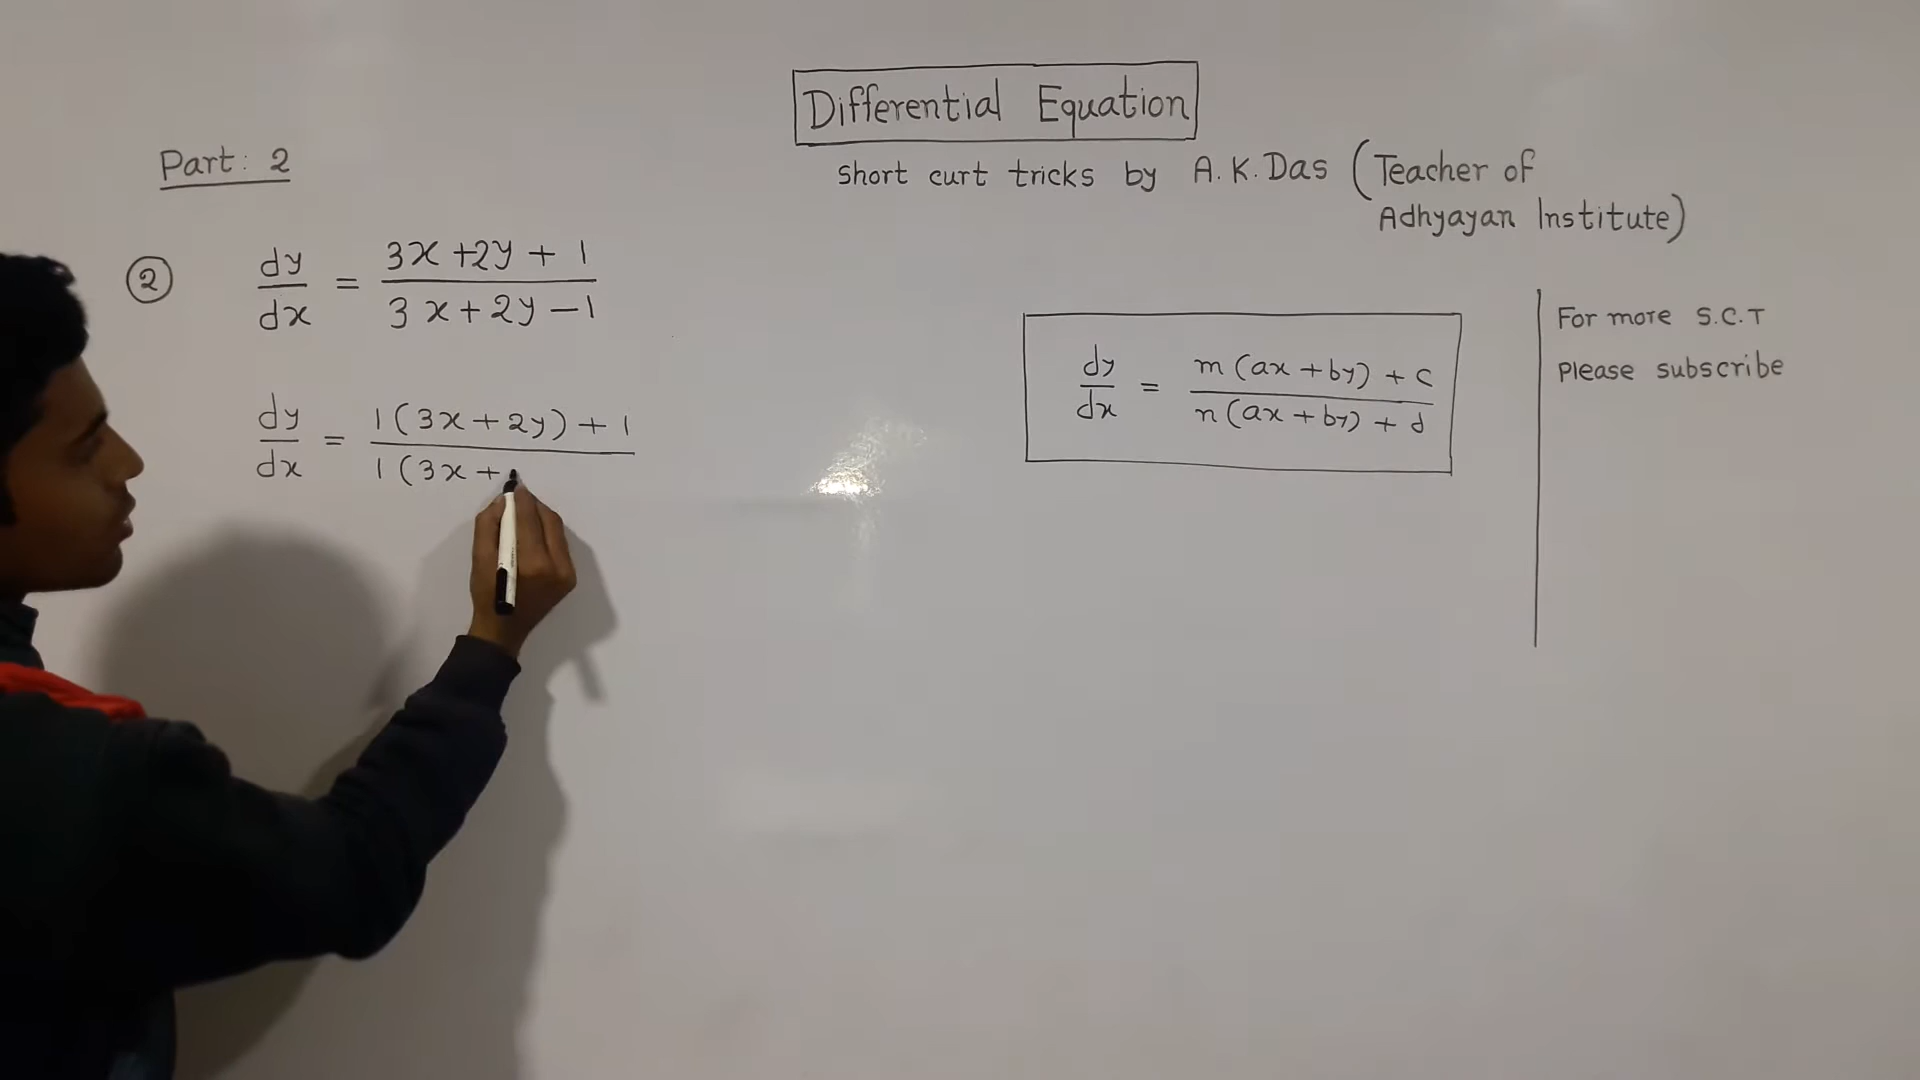 Differential Equation
short curt tricks by A.K.Das (Teacher of
Adhyayan Institute)
Part: 2
② dy/dx = (3x+2y+1)/(3x+2y-1)
dy/dx = (1(3x+2y)+1)/(1(3x+
dy/dx = (m(ax+by)+c)/(n(ax+by)+d)
For more S.C.T
Please subscribe